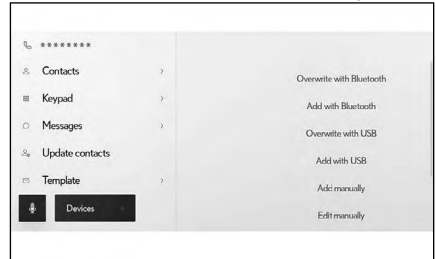 ********
Contacts
Keypad
Messages
Update contacts
Template
Devices
Overwrite with Bluetooth
Add with Bluetooth
Overwrite with USB
Add with USB
Add manually
Edit manually